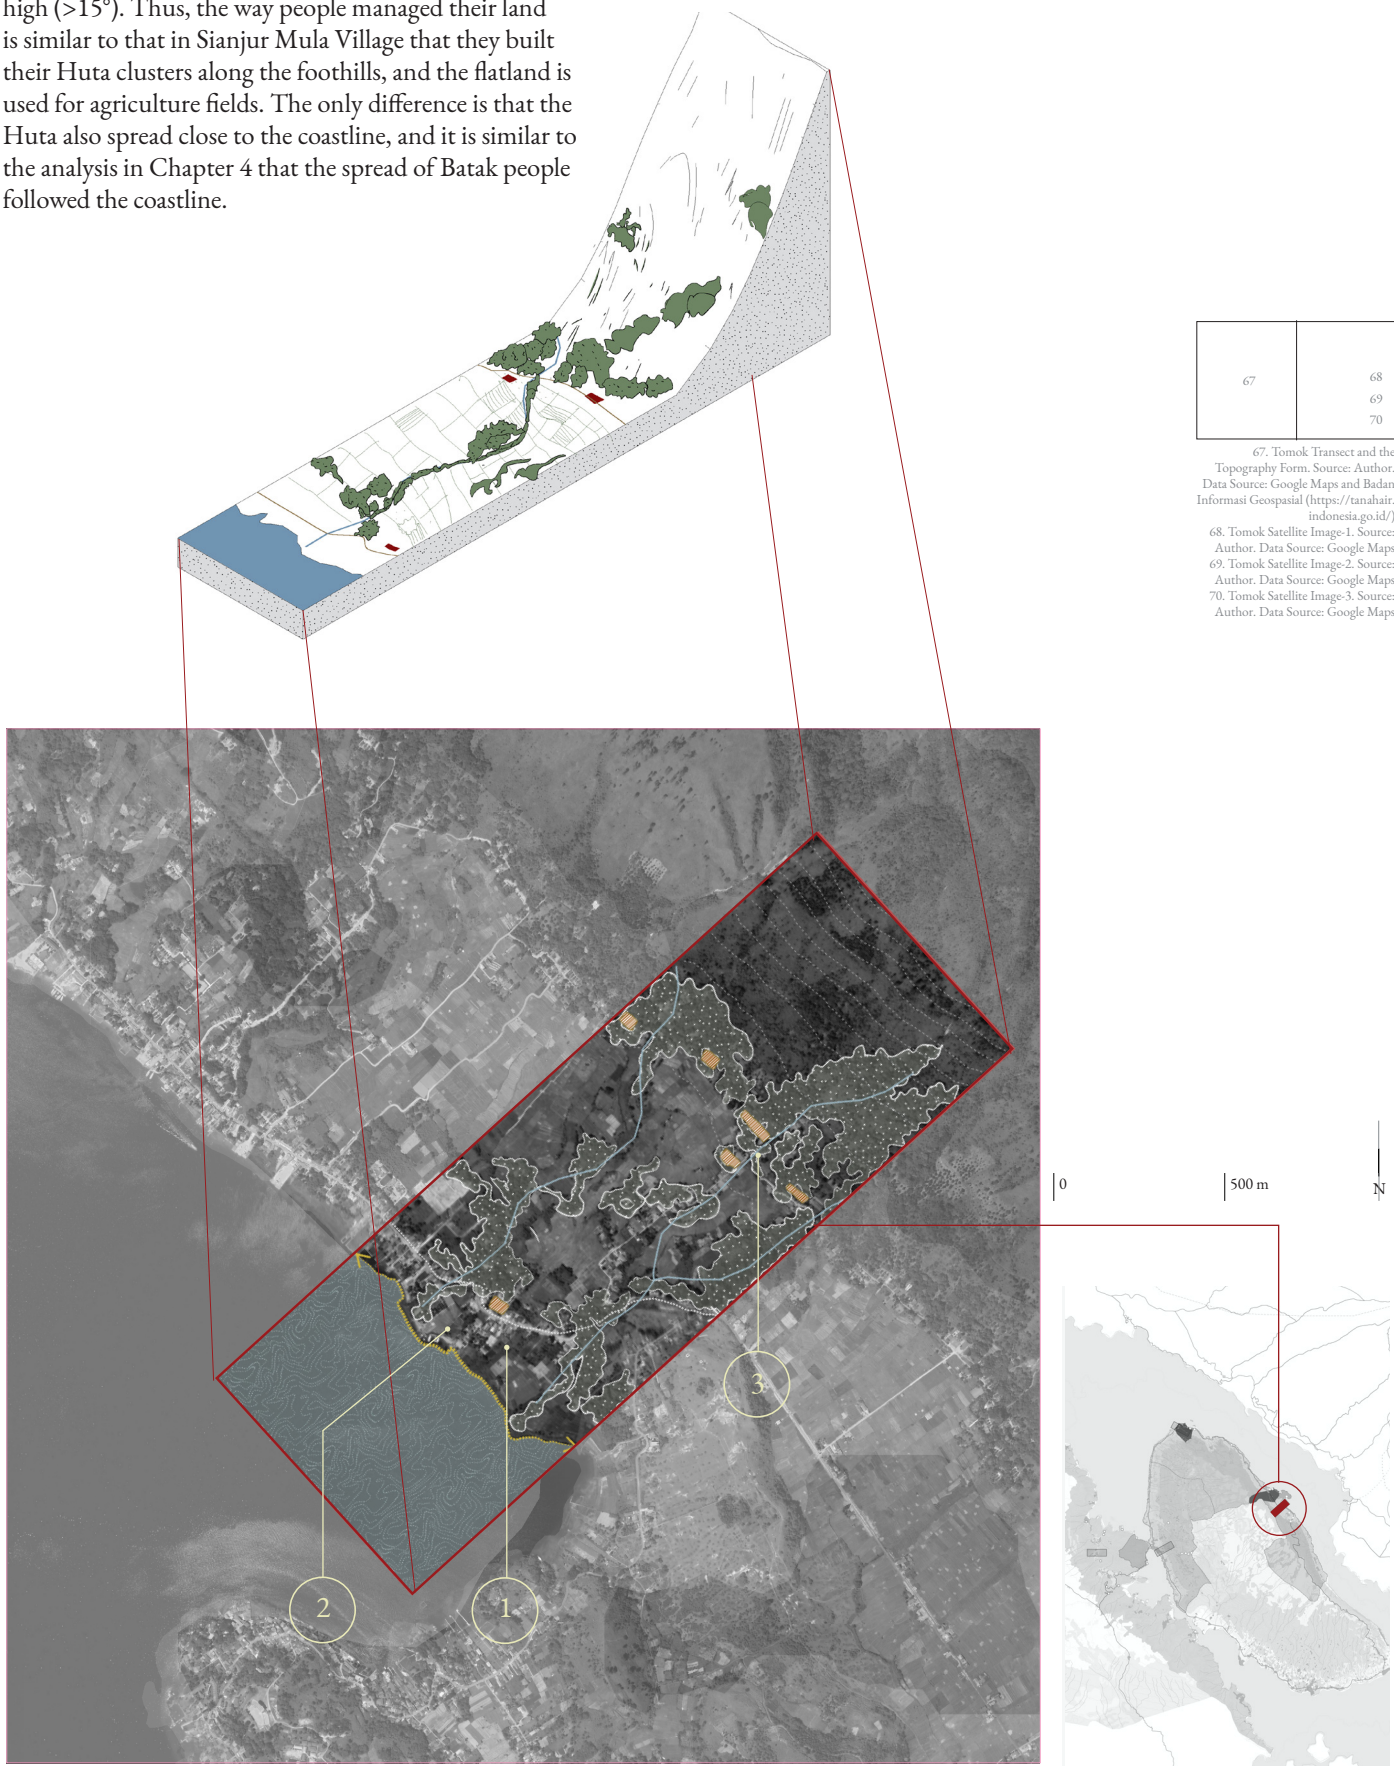 high (>15°). Thus, the way people managed their land
is similar to that in Sianjur Mula Village that they built
their Huta clusters along the foothills, and the flatland is
used for agriculture fields. The only difference is that the
Huta also spread close to the coastline, and it is similar to
the analysis in Chapter 4 that the spread of Batak people
followed the coastline.
67
68
69
70
67. Tomok Transect and the
Topography Form. Source: Author.
Data Source: Google Maps and Badan
Informasi Geospasial (https://tanahair.
indonesia.go.id/)
68. Tomok Satellite Image-1. Source:
Author. Data Source: Google Maps
69. Tomok Satellite Image-2. Source:
Author. Data Source: Google Maps
70. Tomok Satellite Image-3. Source:
Author. Data Source: Google Maps
0
500 m
N
3
2
1